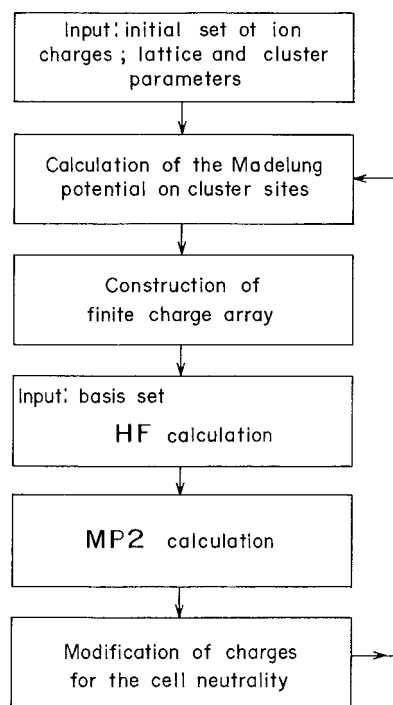 Input: initial set of ion
charges ; lattice and cluster
parameters
Calculation of the Madelung
potential on cluster sites
Construction of
finite charge array
Input: basis set
HF calculation
MP2 calculation
Modification of charges
for the cell neutrality